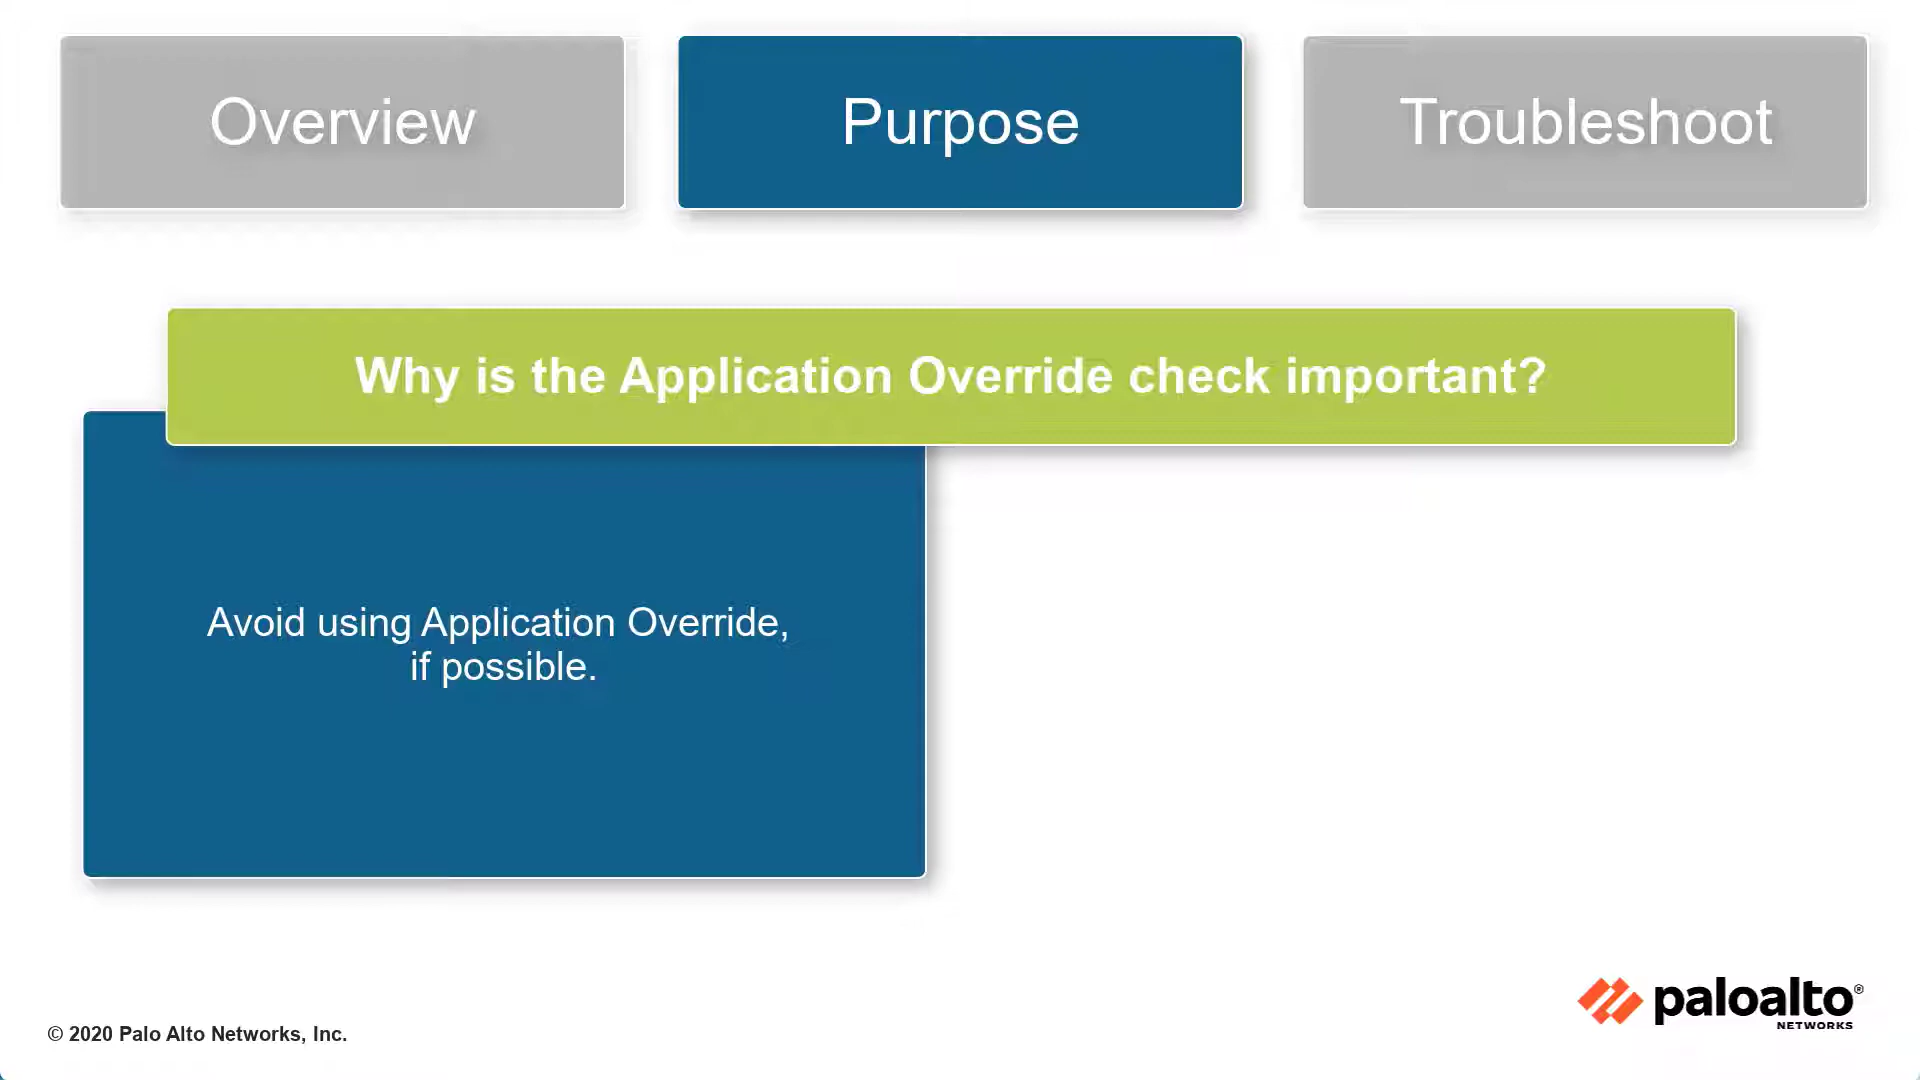 Overview
Purpose
Troubleshoot
Why is the Application Override check important?
Avoid using Application Override,
if possible.
© 2020 Palo Alto Networks, Inc.
paloalto®
NETWORKS